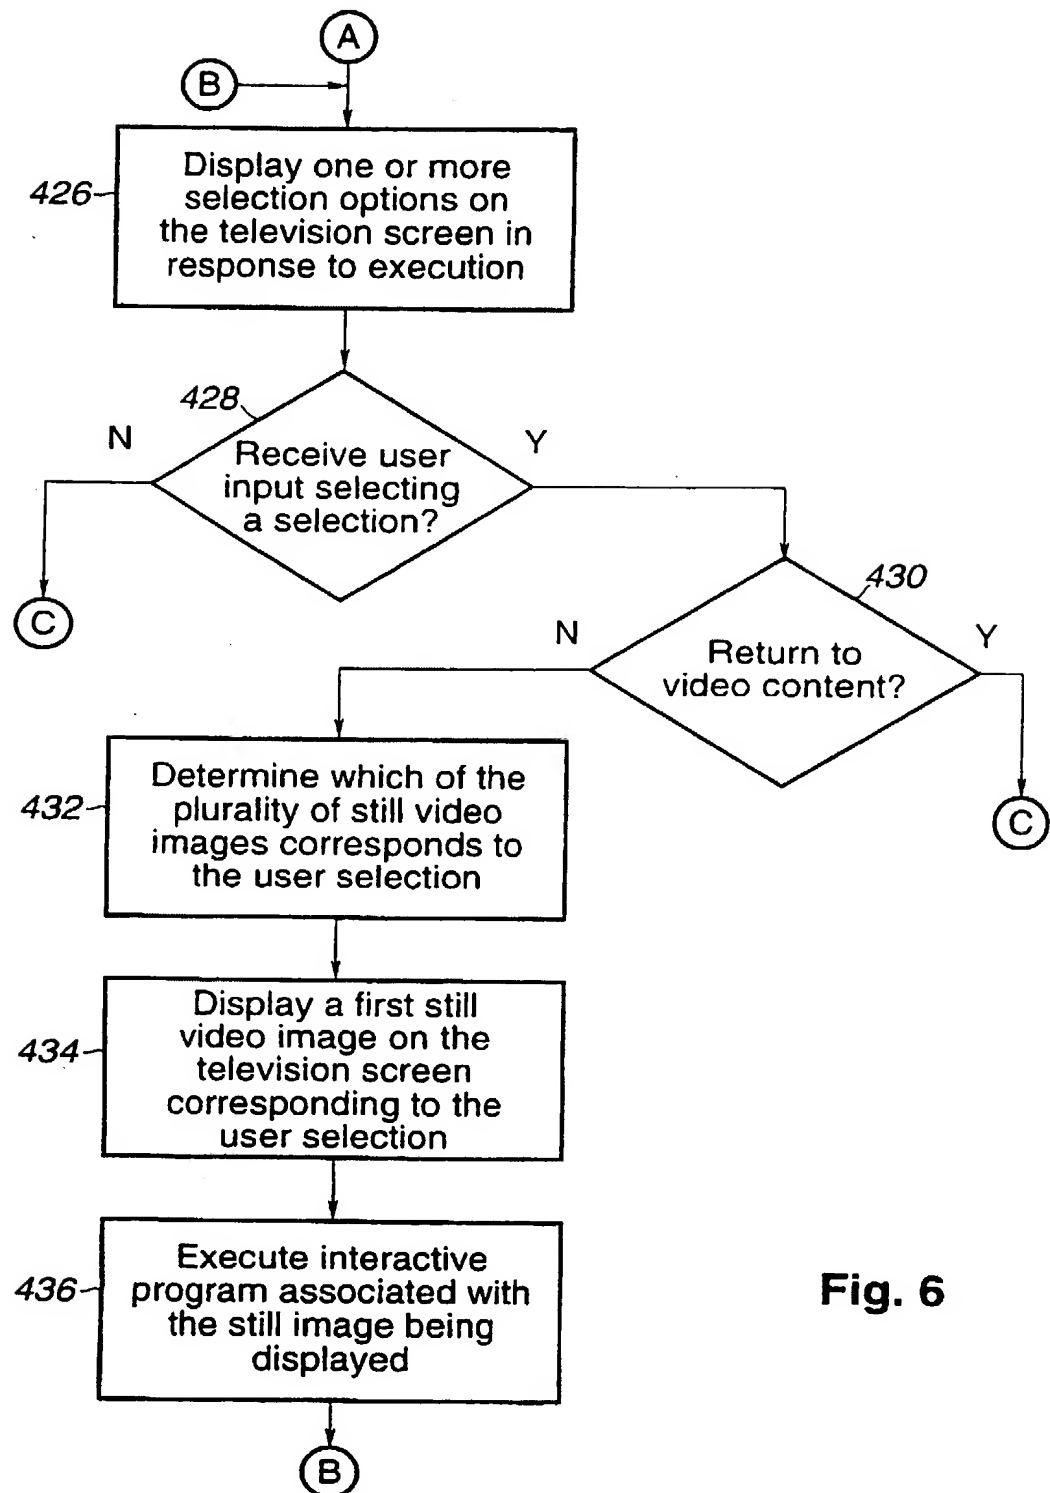 A
B
Display one or more
selection options on
the television screen in
response to execution
426
428
N
Y
Receive user
input selecting
a selection?
C
430
N
Y
Return to
video content?
C
Determine which of the
plurality of still video
images corresponds to
the user selection
432
Display a first still
video image on the
television screen
corresponding to the
user selection
434
Execute interactive
program associated with
the still image being
displayed
436
B
Fig. 6